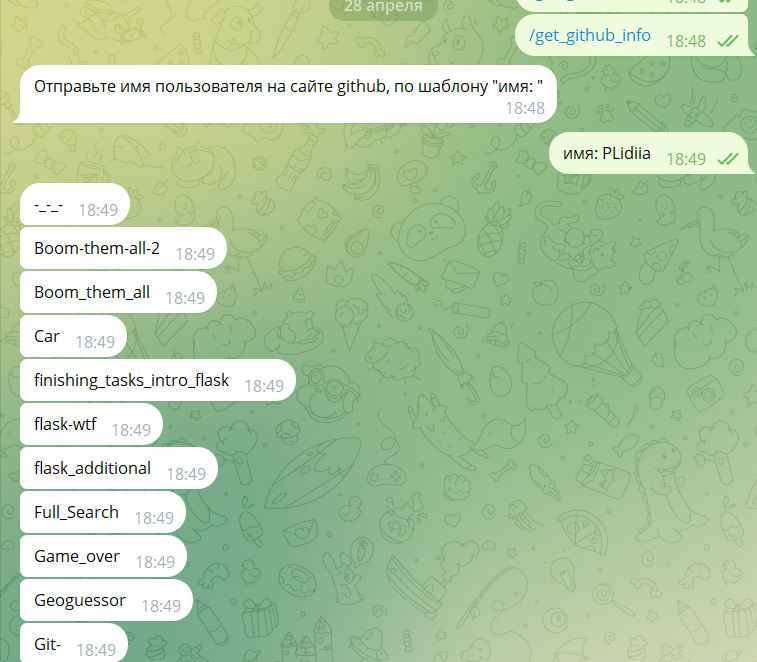 28 апреля
18:48
/get_github_info 18:48
Отправьте имя пользователя на сайте github, по шаблону "имя: "
18:48
имя: PLidiia 18:49
-_-_- 18:49
Boom-them-all-2 18:49
Boom_them_all 18:49
Car 18:49
finishing_tasks_intro_flask 18:49
flask-wtf 18:49
flask_additional 18:49
Full_Search 18:49
Game_over 18:49
Geoguessor 18:49
Git- 18:49